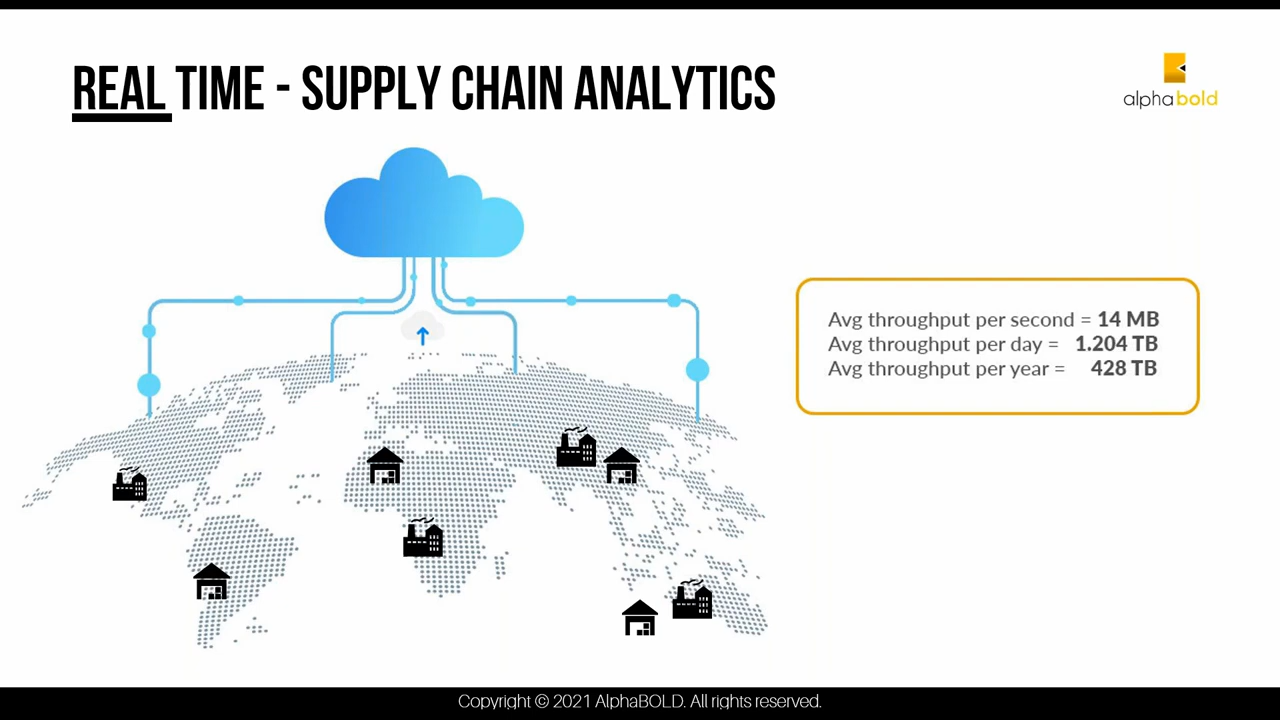 REAL TIME - SUPPLY CHAIN ANALYTICS
alphabold
Avg throughput per second = 14 MB
Avg throughput per day = 1.204 TB
Avg throughput per year = 428 TB
Copyright © 2021 AlphaBOLD. All rights reserved.